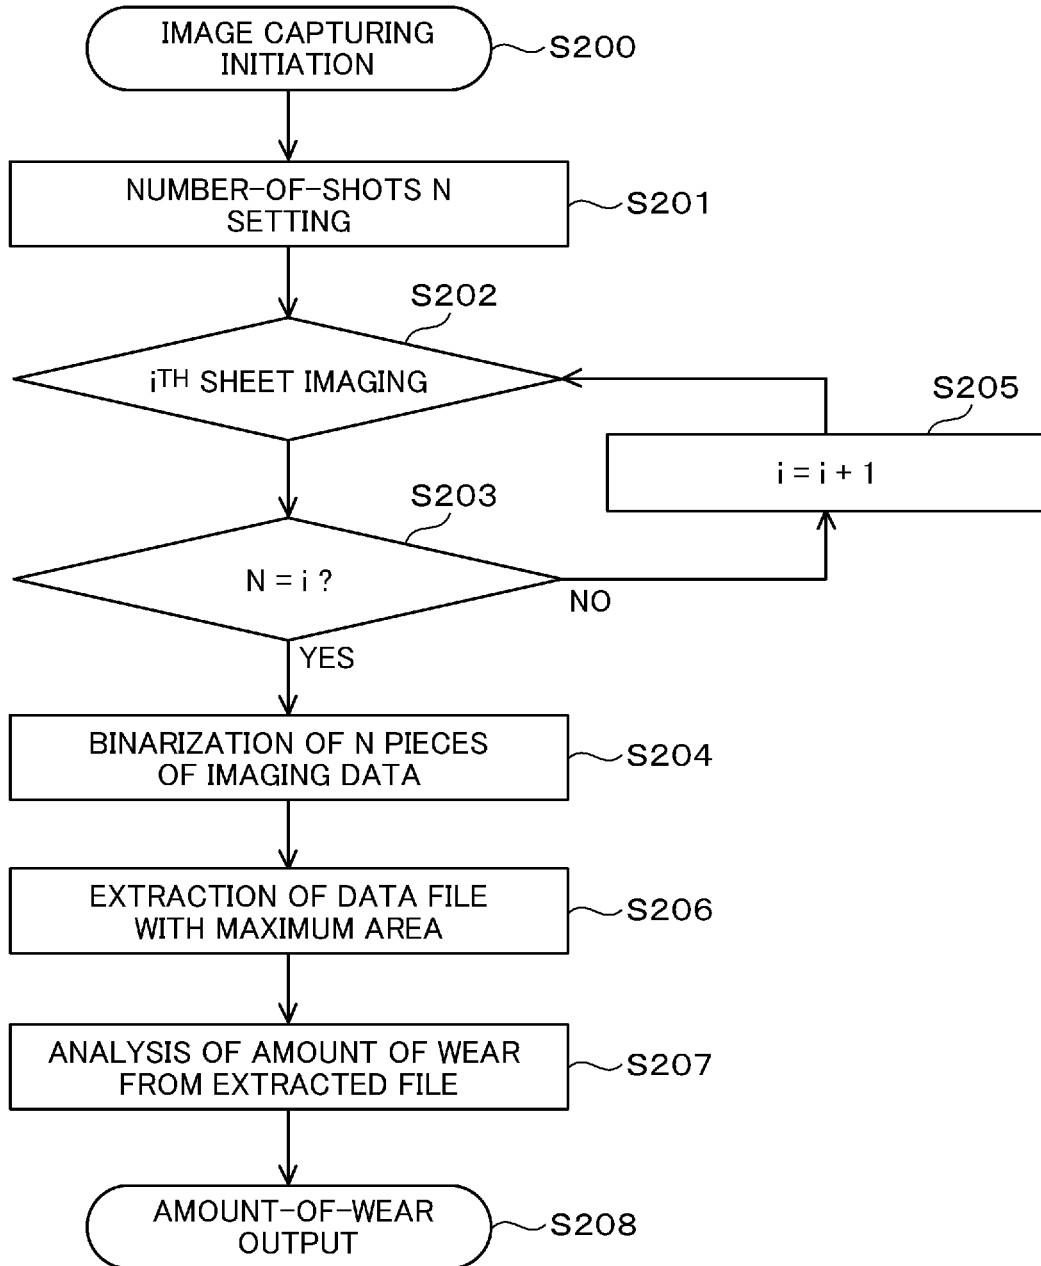 IMAGE CAPTURING
INITIATION
S200
NUMBER-OF-SHOTS N
SETTING
S201
S202
iTH SHEET IMAGING
S205
i = i + 1
S203
N = i ?
NO
YES
BINARIZATION OF N PIECES
OF IMAGING DATA
S204
EXTRACTION OF DATA FILE
WITH MAXIMUM AREA
S206
ANALYSIS OF AMOUNT OF WEAR
FROM EXTRACTED FILE
S207
AMOUNT-OF-WEAR
OUTPUT
S208